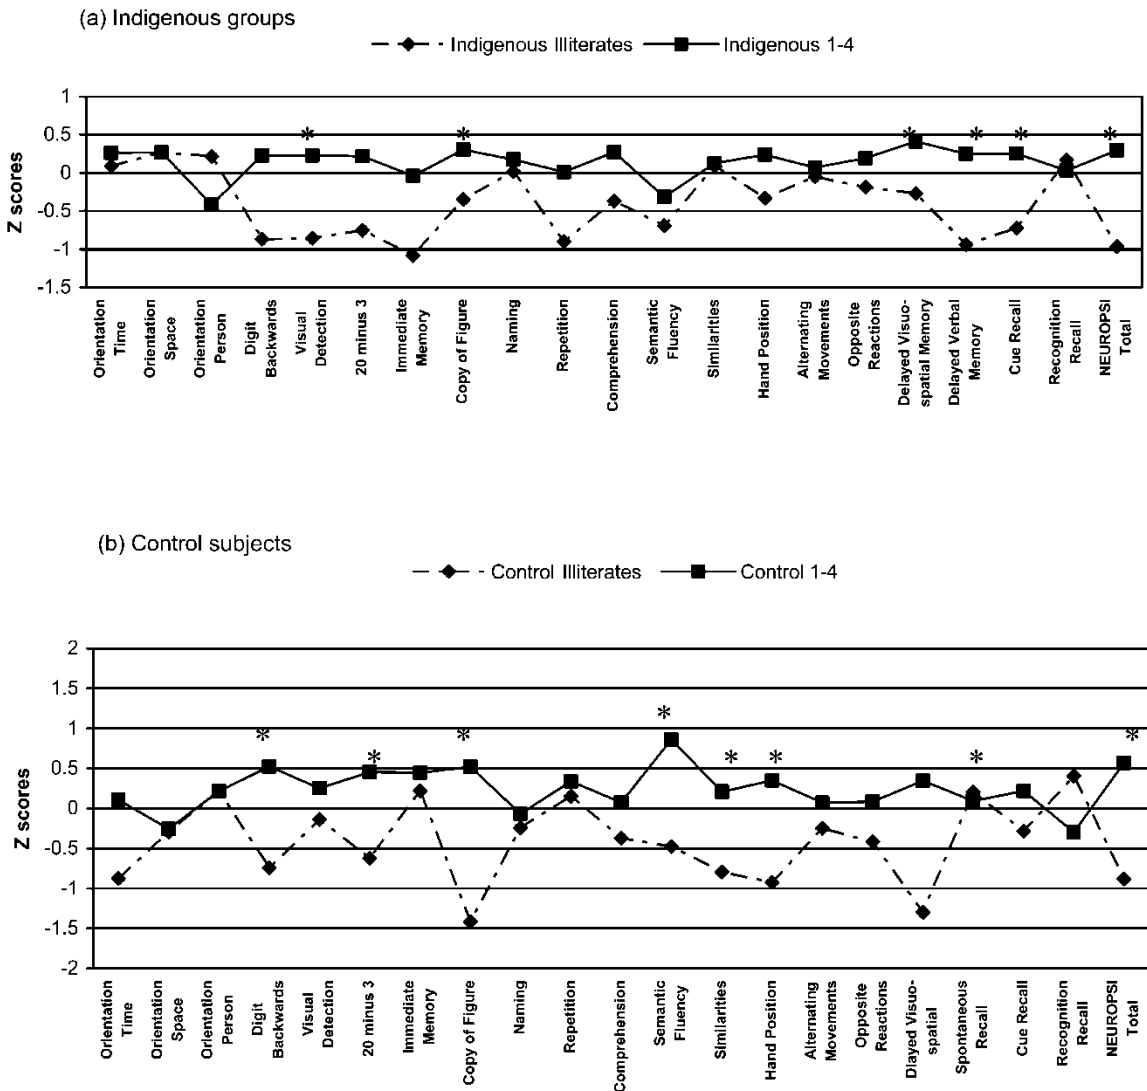 (a) Indigenous groups
Indigenous Illiterates
Indigenous 1-4
1
0.5
0
-0.5
-1
-1.5
Z scores
* * * * * *
Orientation
Time
Orientation
Space
Orientation
Person
Digit
Backwards
Visual
Detection
20 minus 3
Immediate
Memory
Copy of Figure
Naming
Repetition
Comprehension
Semantic
Fluency
Similarities
Hand Position
Alternating
Movements
Opposite
Reactions
Delayed Visuo-
spatial Memory
Delayed Verbal
Memory
Cue Recall
Recognition
Recall
NEUROPSI
Total
(b) Control subjects
Control Illiterates
Control 1-4
2
1.5
1
0.5
0
-0.5
-1
-1.5
-2
Z scores
* * * * * * * *
Orientation
Time
Orientation
Space
Orientation
Person
Digit
Backwards
Visual
Detection
20 minus 3
Immediate
Memory
Copy of Figure
Naming
Repetition
Comprehension
Semantic
Fluency
Similarities
Hand Position
Alternating
Movements
Opposite
Reactions
Dlayed Visuo-
spatial
Spontaneous
Recall
Cue Recall
Recognition
Recall
NEUROPSI
Total